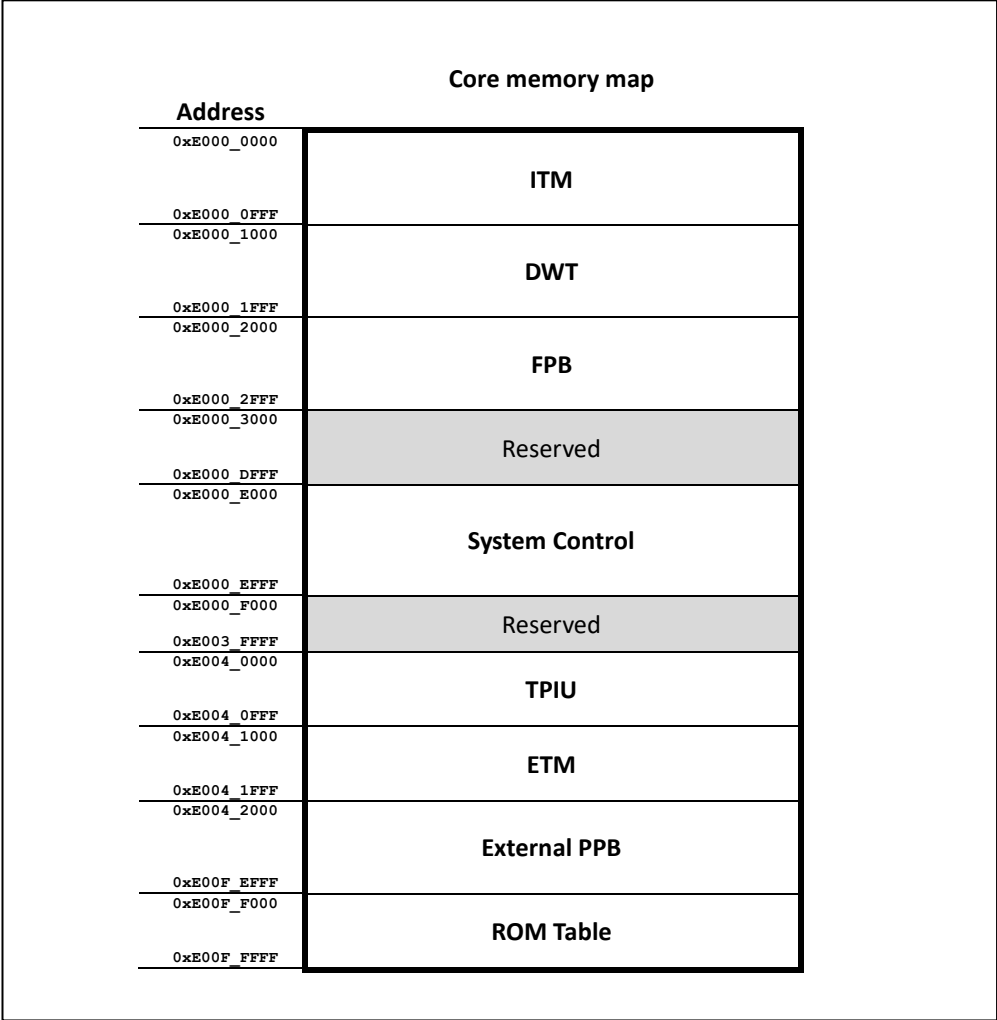 Core memory map
Address
0xE000_0000
ITM
0xE000_0FFF
0xE000_1000
DWT
0xE000_1FFF
0xE000_2000
FPB
0xE000_2FFF
0xE000_3000
Reserved
0xE000_DFFF
0xE000_E000
System Control
0xE000_EFFF
0xE000_F000
Reserved
0xE003_FFFF
0xE004_0000
TPIU
0xE004_0FFF
0xE004_1000
ETM
0xE004_1FFF
0xE004_2000
External PPB
0xE00F_EFFF
0xE00F_F000
ROM Table
0xE00F_FFFF